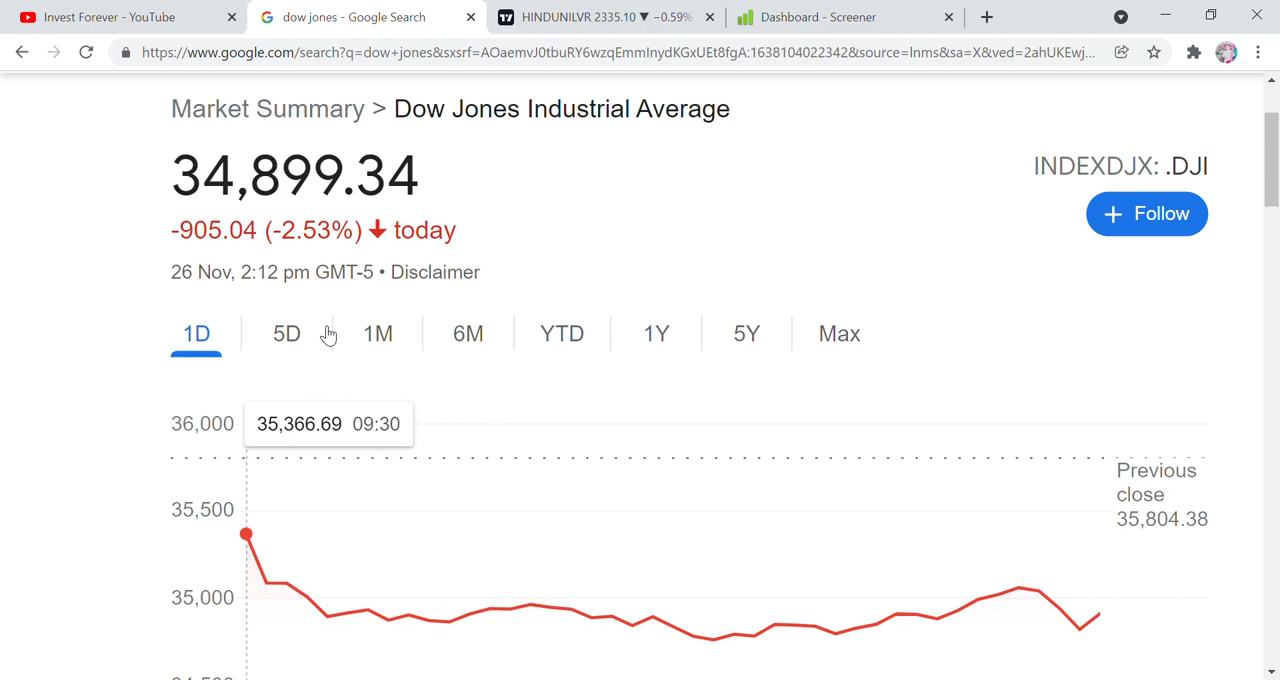 Invest Forever - YouTube
dow jones - Google Search
HINDUNILVR 2335.10 ▼ −0.59%
Dashboard - Screener
https://www.google.com/search?q=dow+jones&sxsrf=AOaemvJ0tbuRY6wzqEmmInydKGxUEt8fgA:1638104022342&source=lnms&sa=X&ved=2ahUKEwj...
Market Summary > Dow Jones Industrial Average
34,899.34
INDEXDJX: .DJI
-905.04 (-2.53%) ↓ today
+ Follow
26 Nov, 2:12 pm GMT-5 • Disclaimer
1D 5D 1M 6M YTD 1Y 5Y Max
36,000
35,366.69 09:30
Previous
close
35,804.38
35,500
35,000